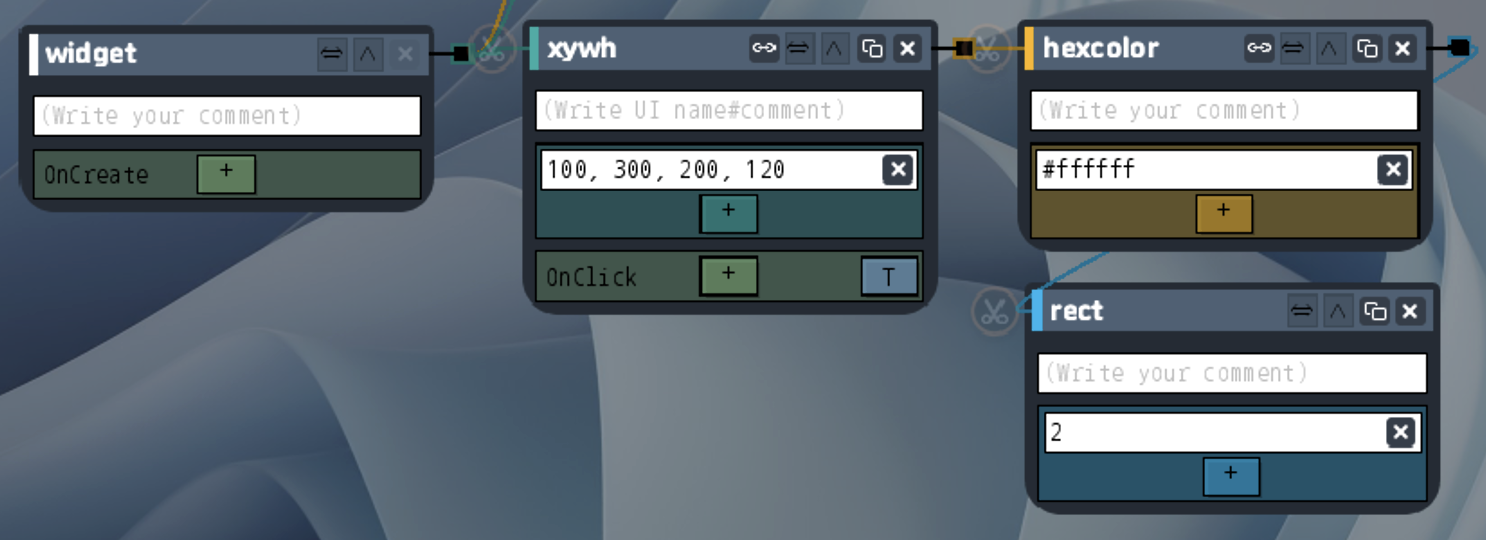 widget
(Write your comment)
OnCreate +
xywh
(Write UI name#comment)
100, 300, 200, 120
+
OnClick + T
hexcolor
(Write your comment)
#ffffff
+
rect
(Write your comment)
2
+